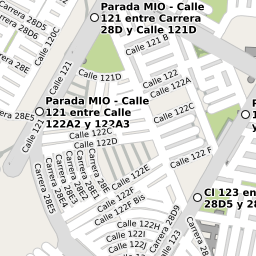 Parada MIO - Calle
121 entre Carrera
28D y Calle 121D
Carrera 28D5
Carrera 28D6
Calle 120C
Calle 121
Calle 121 B
Calle 121D
Calle 122
Calle 122A
Carrera 28E
Parada MIO - Calle
121 entre Calle
122A2 y 122A3
Carrera 28E5
Calle 122C
Calle 122C
Calle 122E
Calle 122 F
Carrera 28E5
Carrera 28E4
Carrera 28E3
Carrera 28E2
Carrera 28E1
Calle 122F
Calle 122F Bis
Cl 123 entre
28D5 y 28
Carrera 28D9
Calle 122H
Calle 122I
Calle 122J
Calle 123